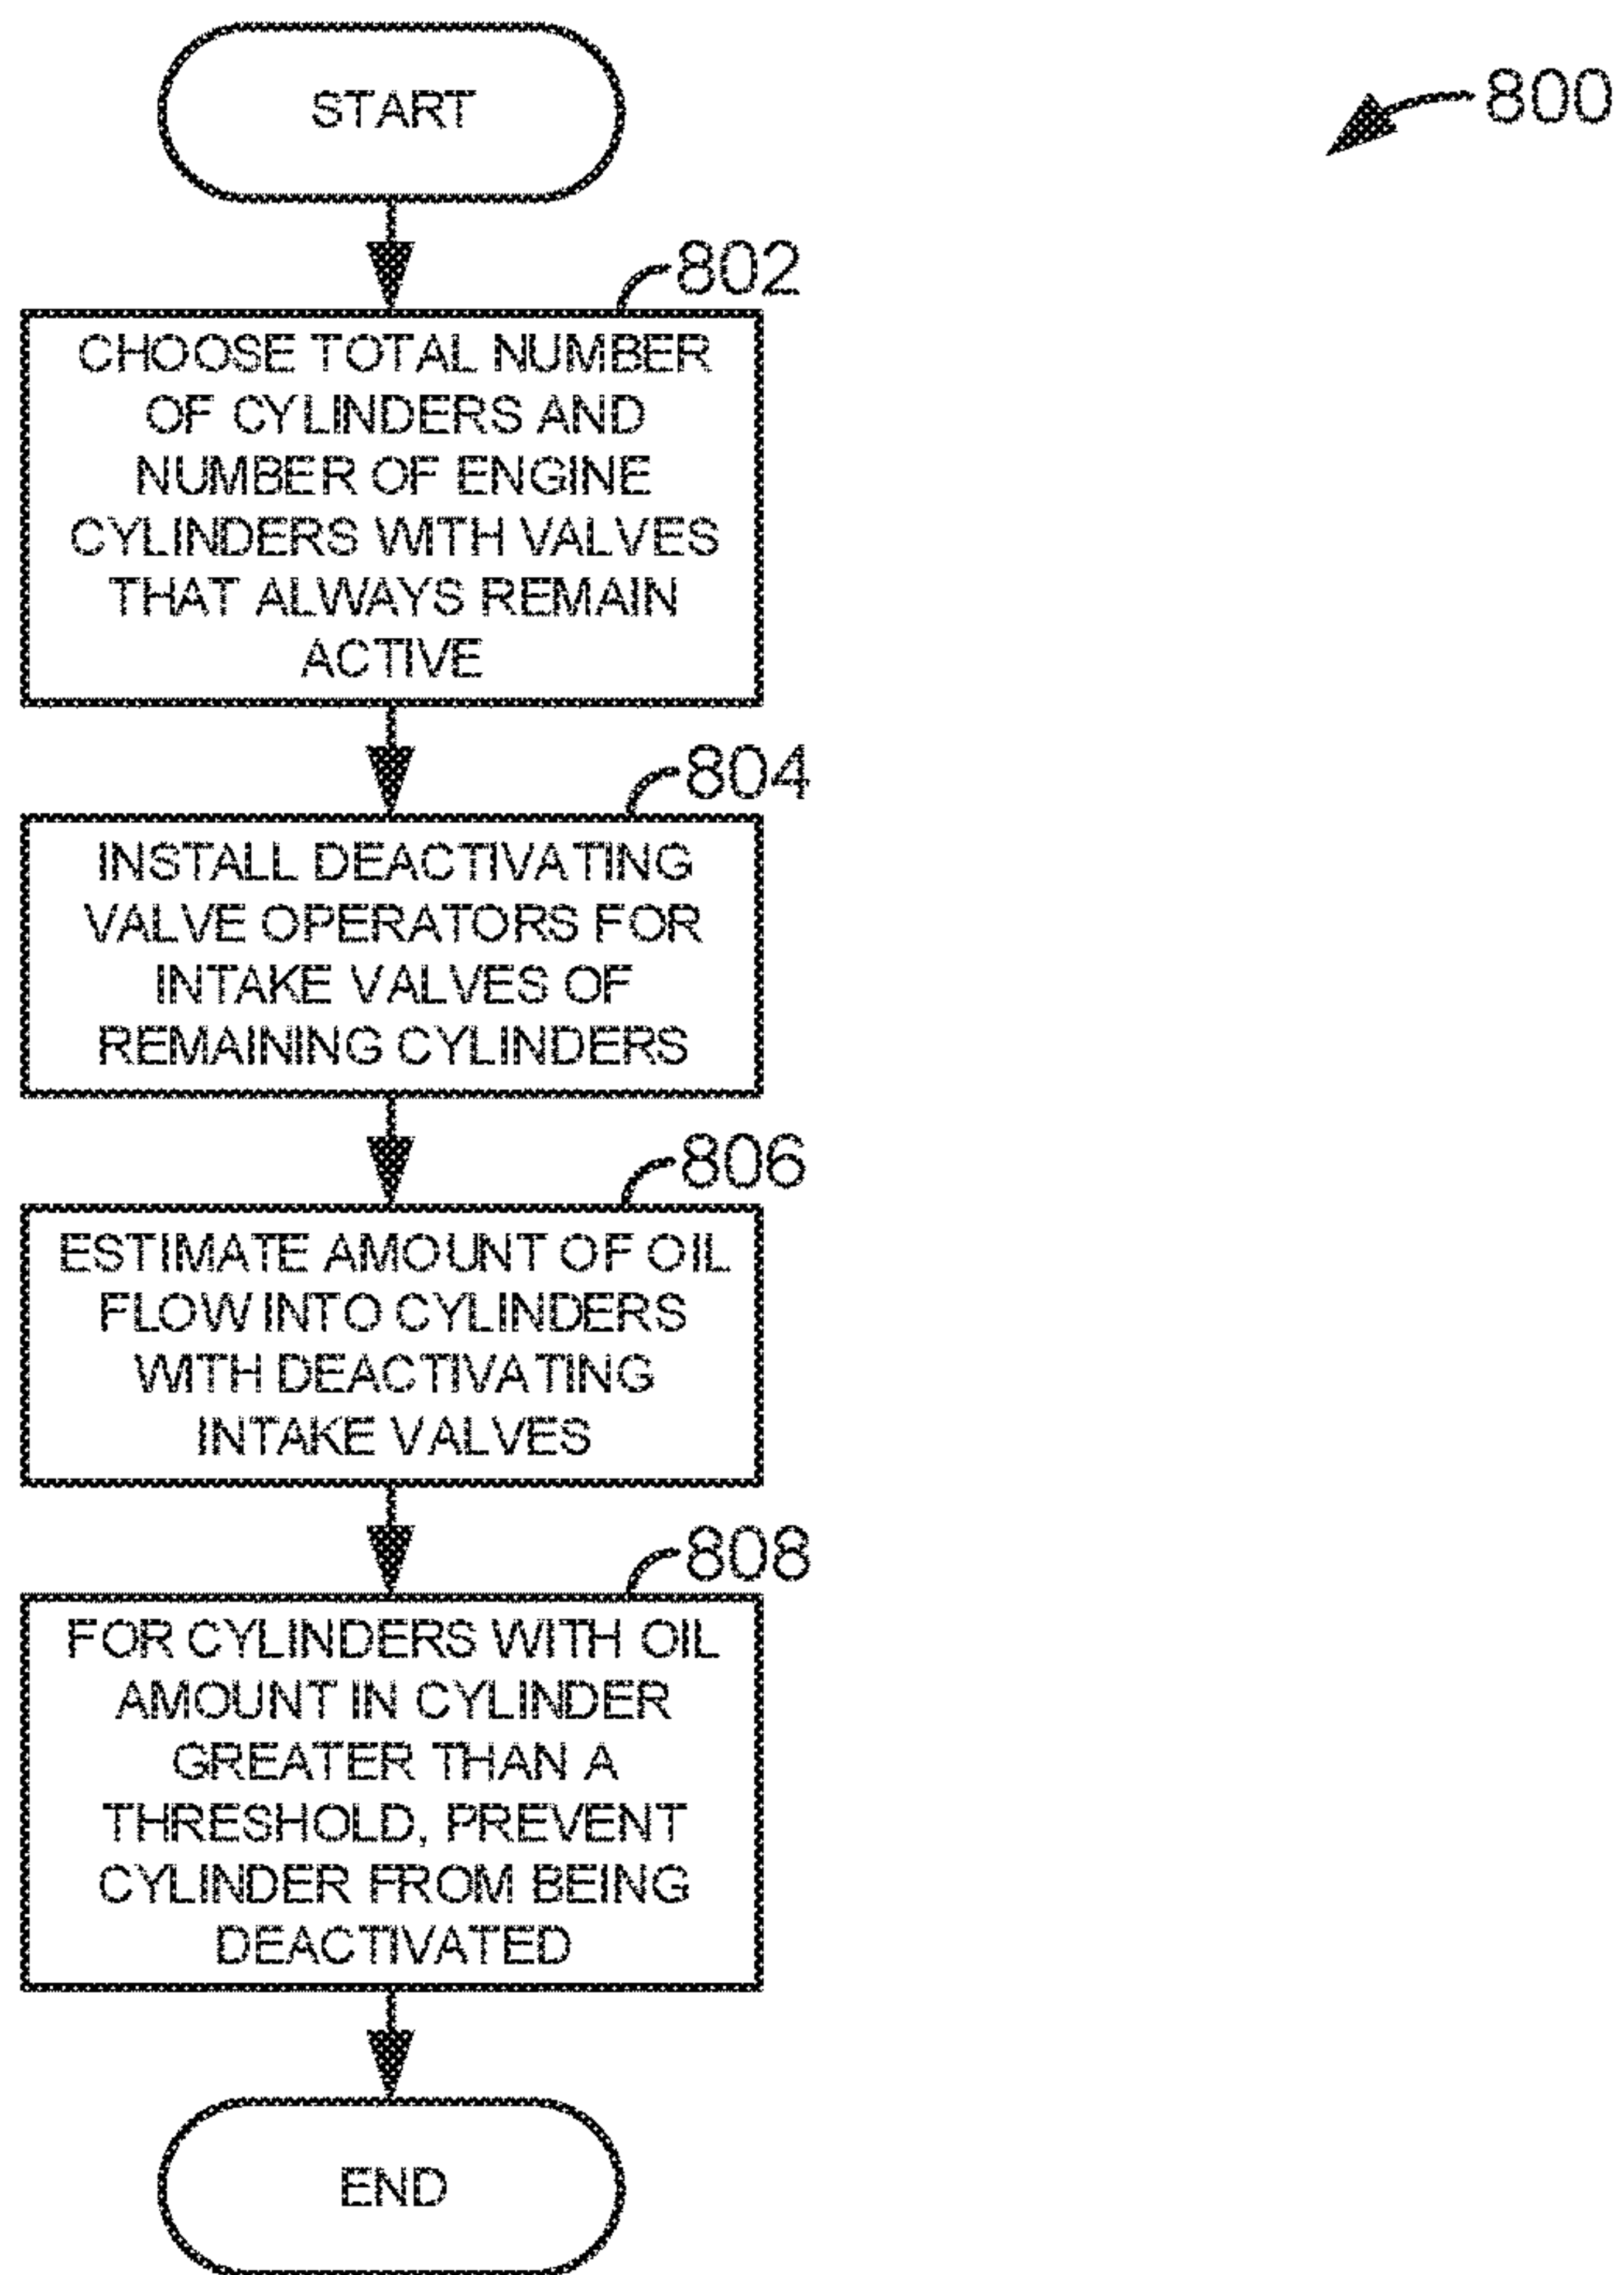 START
800
802
CHOOSE TOTAL NUMBER
OF CYLINDERS AND
NUMBER OF ENGINE
CYLINDERS WITH VALVES
THAT ALWAYS REMAIN
ACTIVE
804
INSTALL DEACTIVATING
VALVE OPERATORS FOR
INTAKE VALVES OF
REMAINING CYLINDERS
806
ESTIMATE AMOUNT OF OIL
FLOW INTO CYLINDERS
WITH DEACTIVATING
INTAKE VALVES
808
FOR CYLINDERS WITH OIL
AMOUNT IN CYLINDER
GREATER THAN A
THRESHOLD, PREVENT
CYLINDER FROM BEING
DEACTIVATED
END